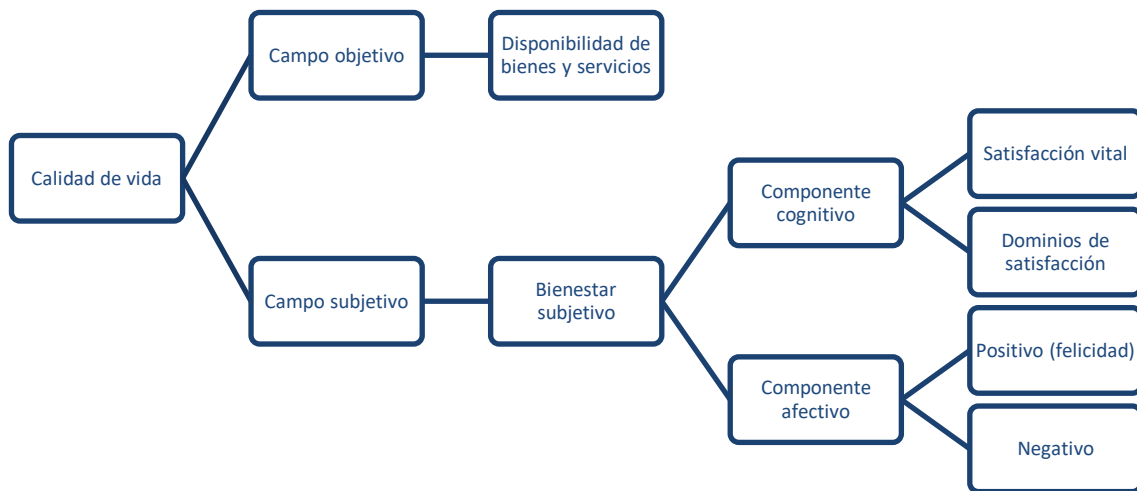 Campo objetivo
Disponibilidad de
bienes y servicios
Calidad de vida
Satisfacción vital
Componente
cognitivo
Dominios de
satisfacción
Campo subjetivo
Bienestar
subjetivo
Positivo (felicidad)
Componente
afectivo
Negativo